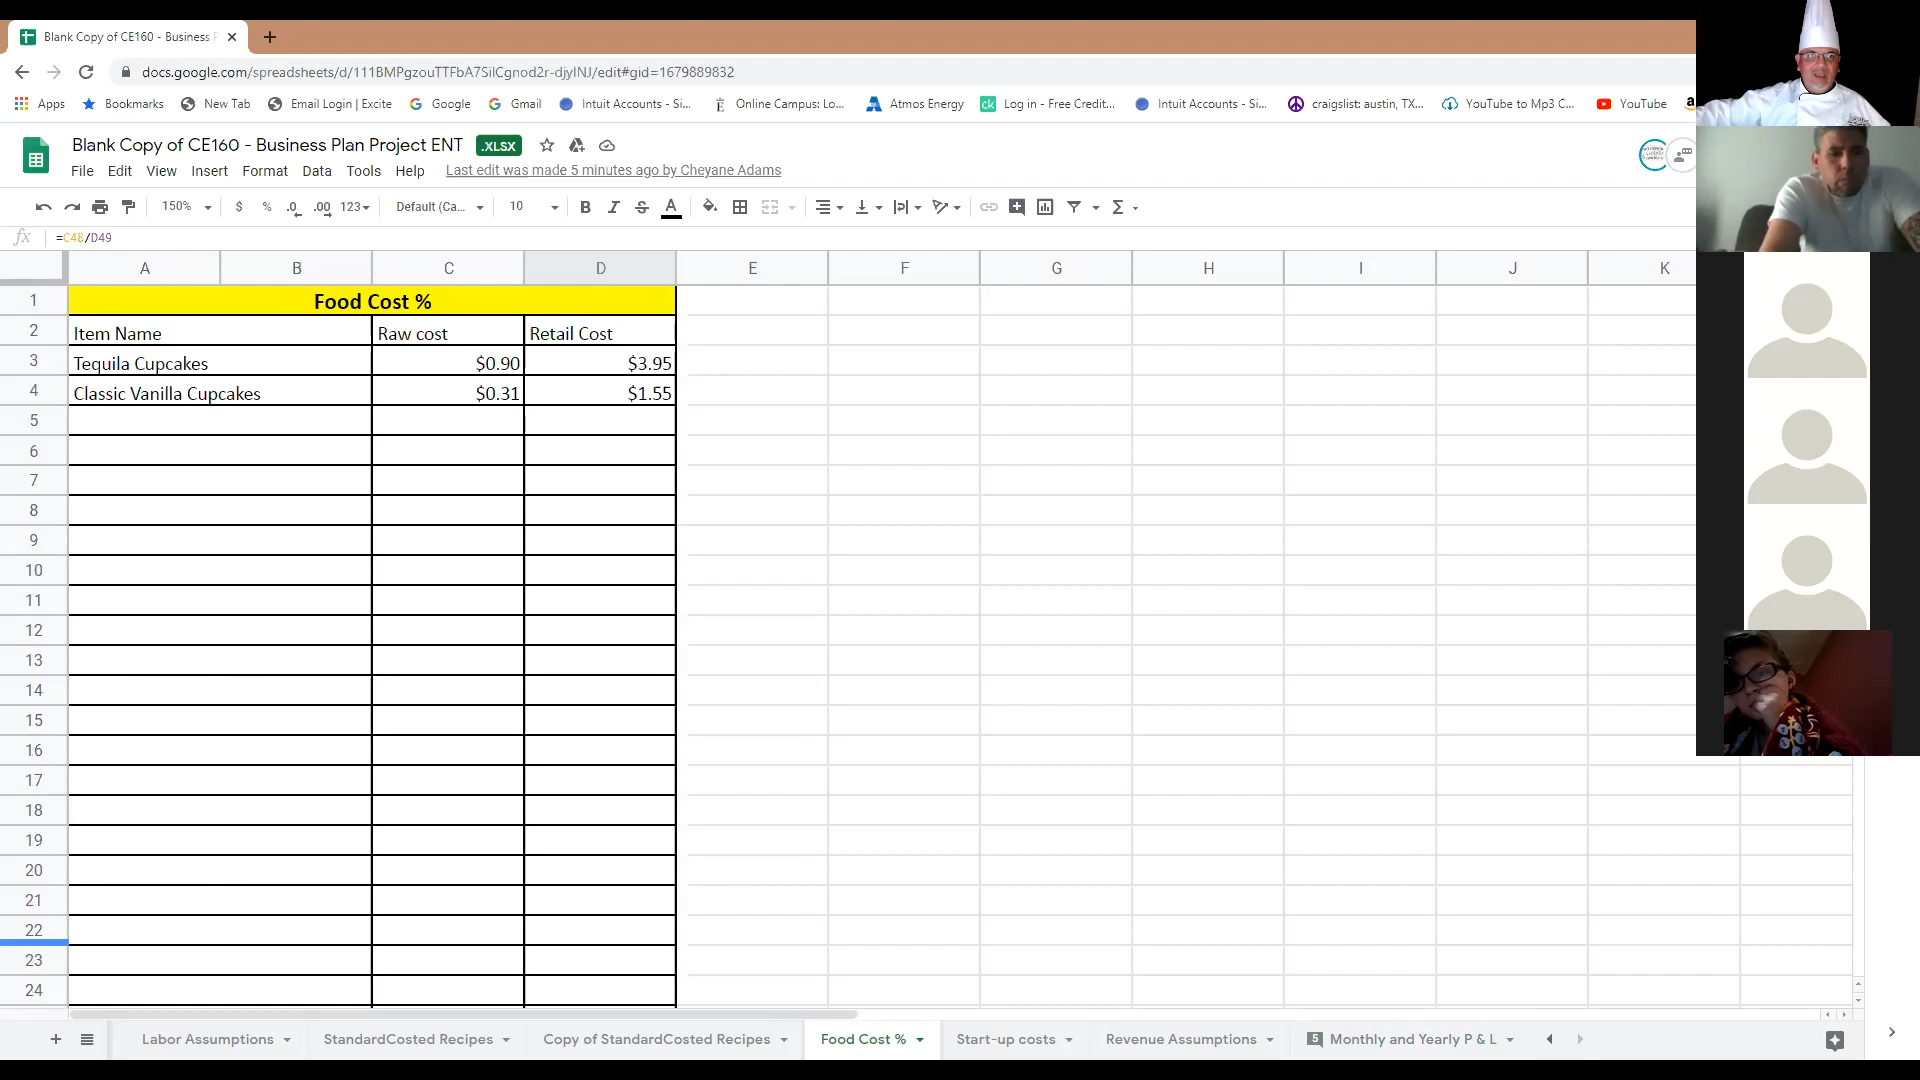 Blank Copy of CE160 - Business P
docs.google.com/spreadsheets/d/111BMPgzouTTFbA7SilCgnod2r-djylNJ/edit#gid=1679889832
Apps Bookmarks New Tab Email Login | Excite Google Gmail Intuit Accounts - Si... Online Campus: Lo... Atmos Energy ck Log in - Free Credit... Intuit Accounts - Si... craigslist: austin, TX... YouTube to Mp3 C... YouTube a
Blank Copy of CE160 - Business Plan Project ENT .XLSX
File Edit View Insert Format Data Tools Help Last edit was made 5 minutes ago by Cheyane Adams
150% $ % .0 .00 123 Default (Ca... 10 B I S A Σ
fx =C48/D49
A B C D E F G H I J K
1 Food Cost %
2 Item Name Raw cost Retail Cost
3 Tequila Cupcakes $0.90 $3.95
4 Classic Vanilla Cupcakes $0.31 $1.55
5
6
7
8
9
10
11
12
13
14
15
16
17
18
19
20
21
22
23
24
Labor Assumptions StandardCosted Recipes Copy of StandardCosted Recipes Food Cost % Start-up costs Revenue Assumptions 5 Monthly and Yearly P & L